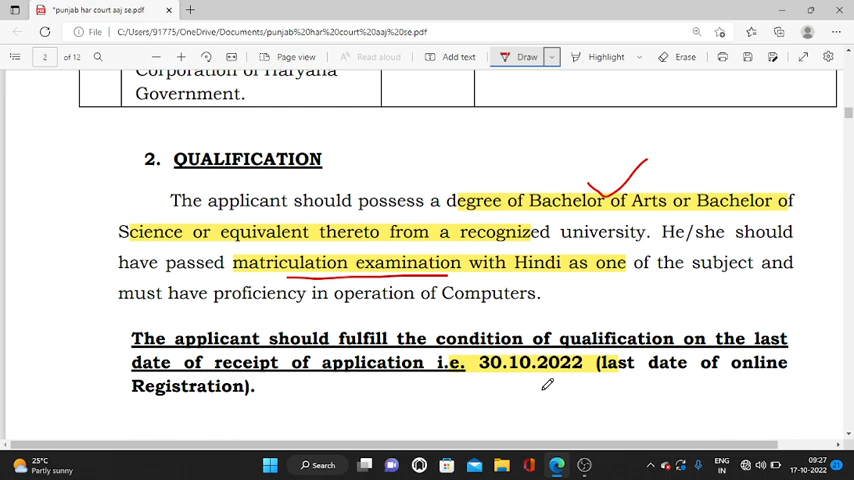 "punjab har court aaj se.pdf
File
C:/Users/91775/OneDrive/Documents/punjab%20har%20court%20aaj%20se.pdf
2 of 12
Page view
Read aloud
Add text
Draw
Highlight
Erase
Corporation of Haryana
Government.
2. QUALIFICATION
The applicant should possess a degree of Bachelor of Arts or Bachelor of
Science or equivalent thereto from a recognized university. He/she should
have passed matriculation examination with Hindi as one of the subject and
must have proficiency in operation of Computers.
The applicant should fulfill the condition of qualification on the last
date of receipt of application i.e. 30.10.2022 (last date of online
Registration).
25°C
Partly sunny
Search
ENG
IN
09:27
17-10-2022
21